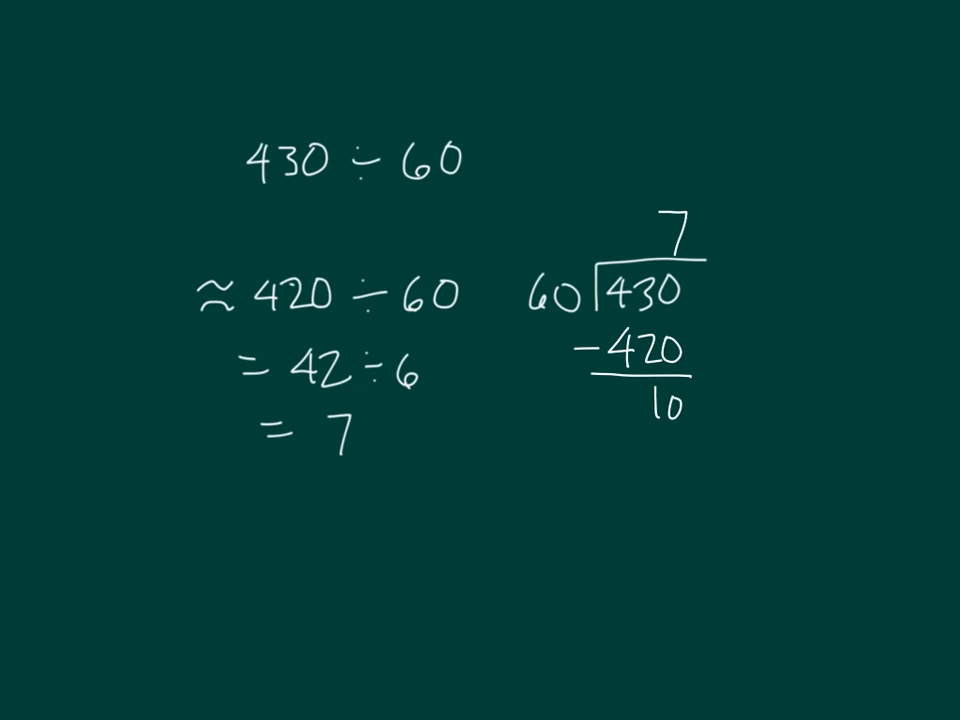 430 ÷ 60
≈ 420 ÷ 60
= 42 ÷ 6
= 7
7
60)430
-420
10